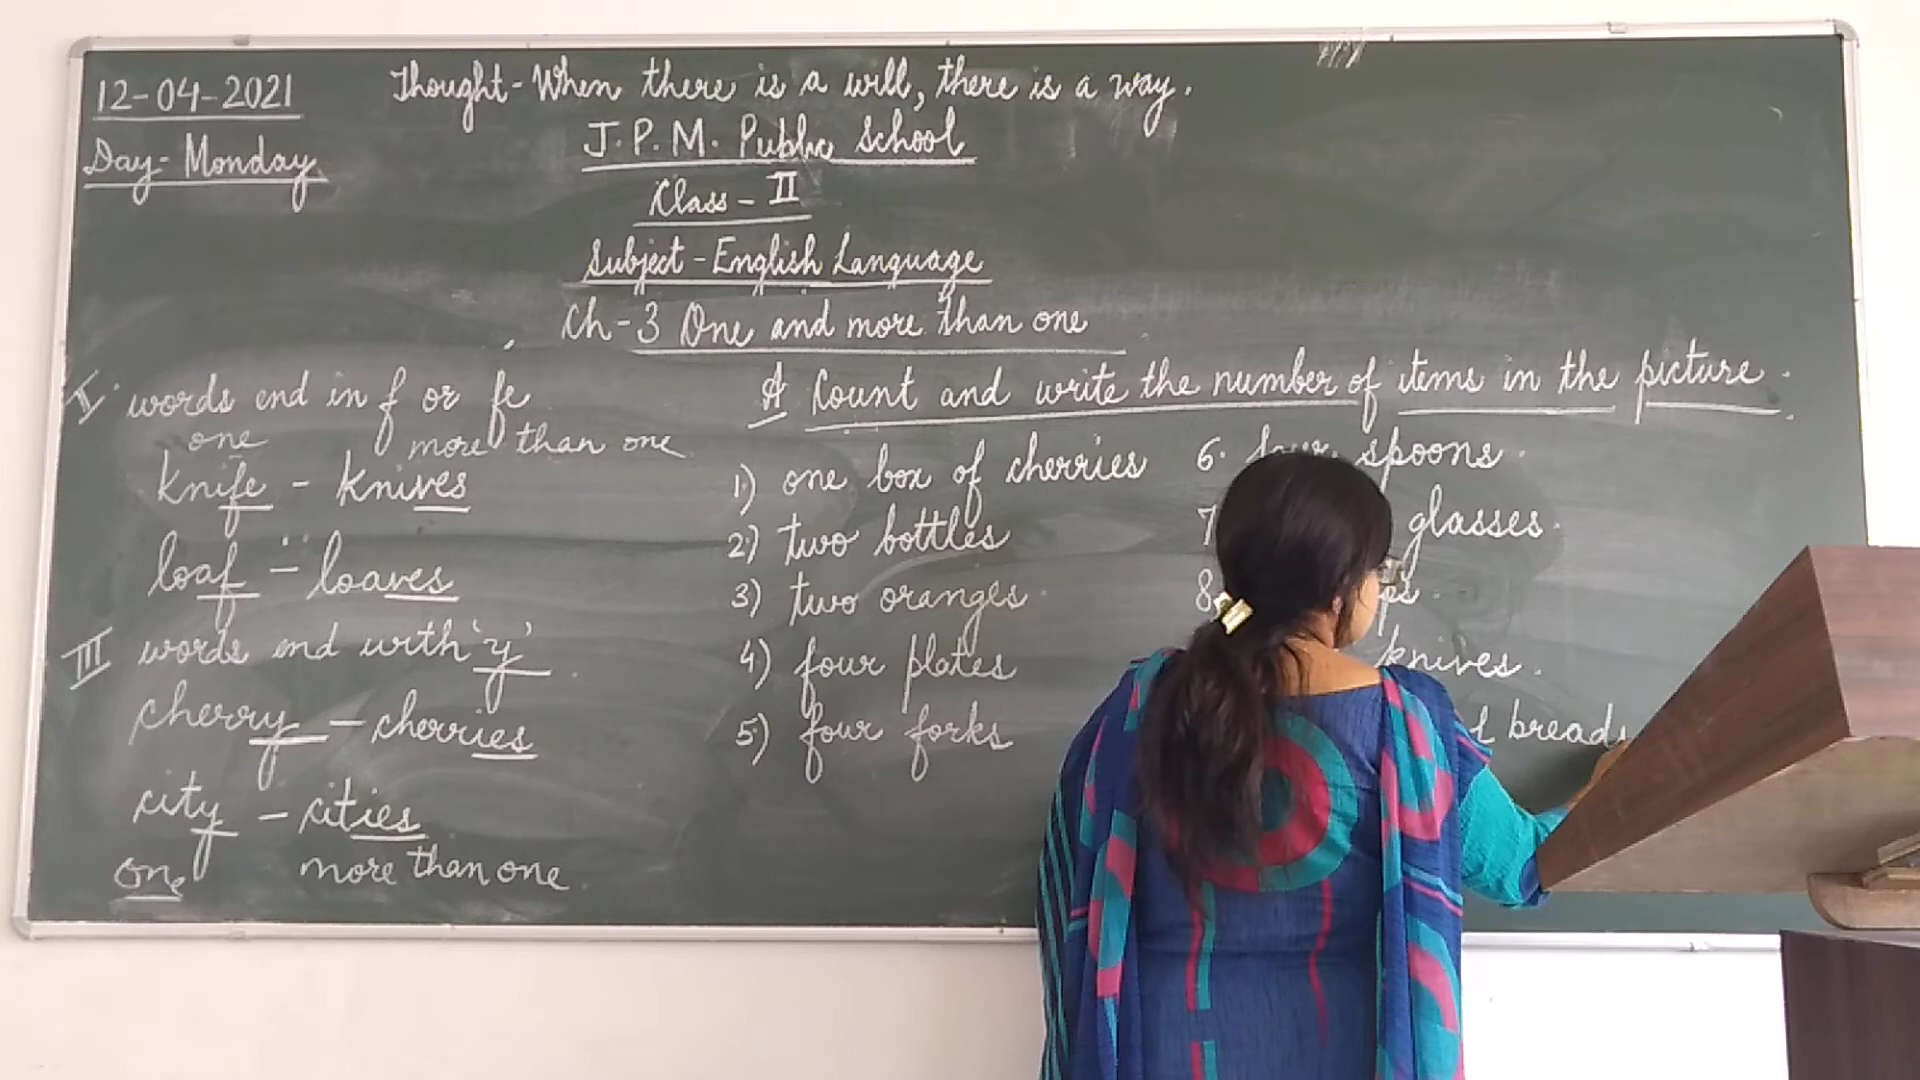 12-04-2021
Day- Monday
Thought- When there is a will, there is a way.
J.P.M. Public School
Class - II
Subject - English Language
Ch-3 One and more than one
II. words end in f or fe
one more than one
knife - knives
loaf - loaves
III words end with 'y'
cherry - cherries
city - cities
one more than one
A Count and write the number of items in the picture.
1) one box of cherries
2) two bottles
3) two oranges
4) four plates
5) four forks
6. four spoons.
7 glasses.
8
knives.
breads